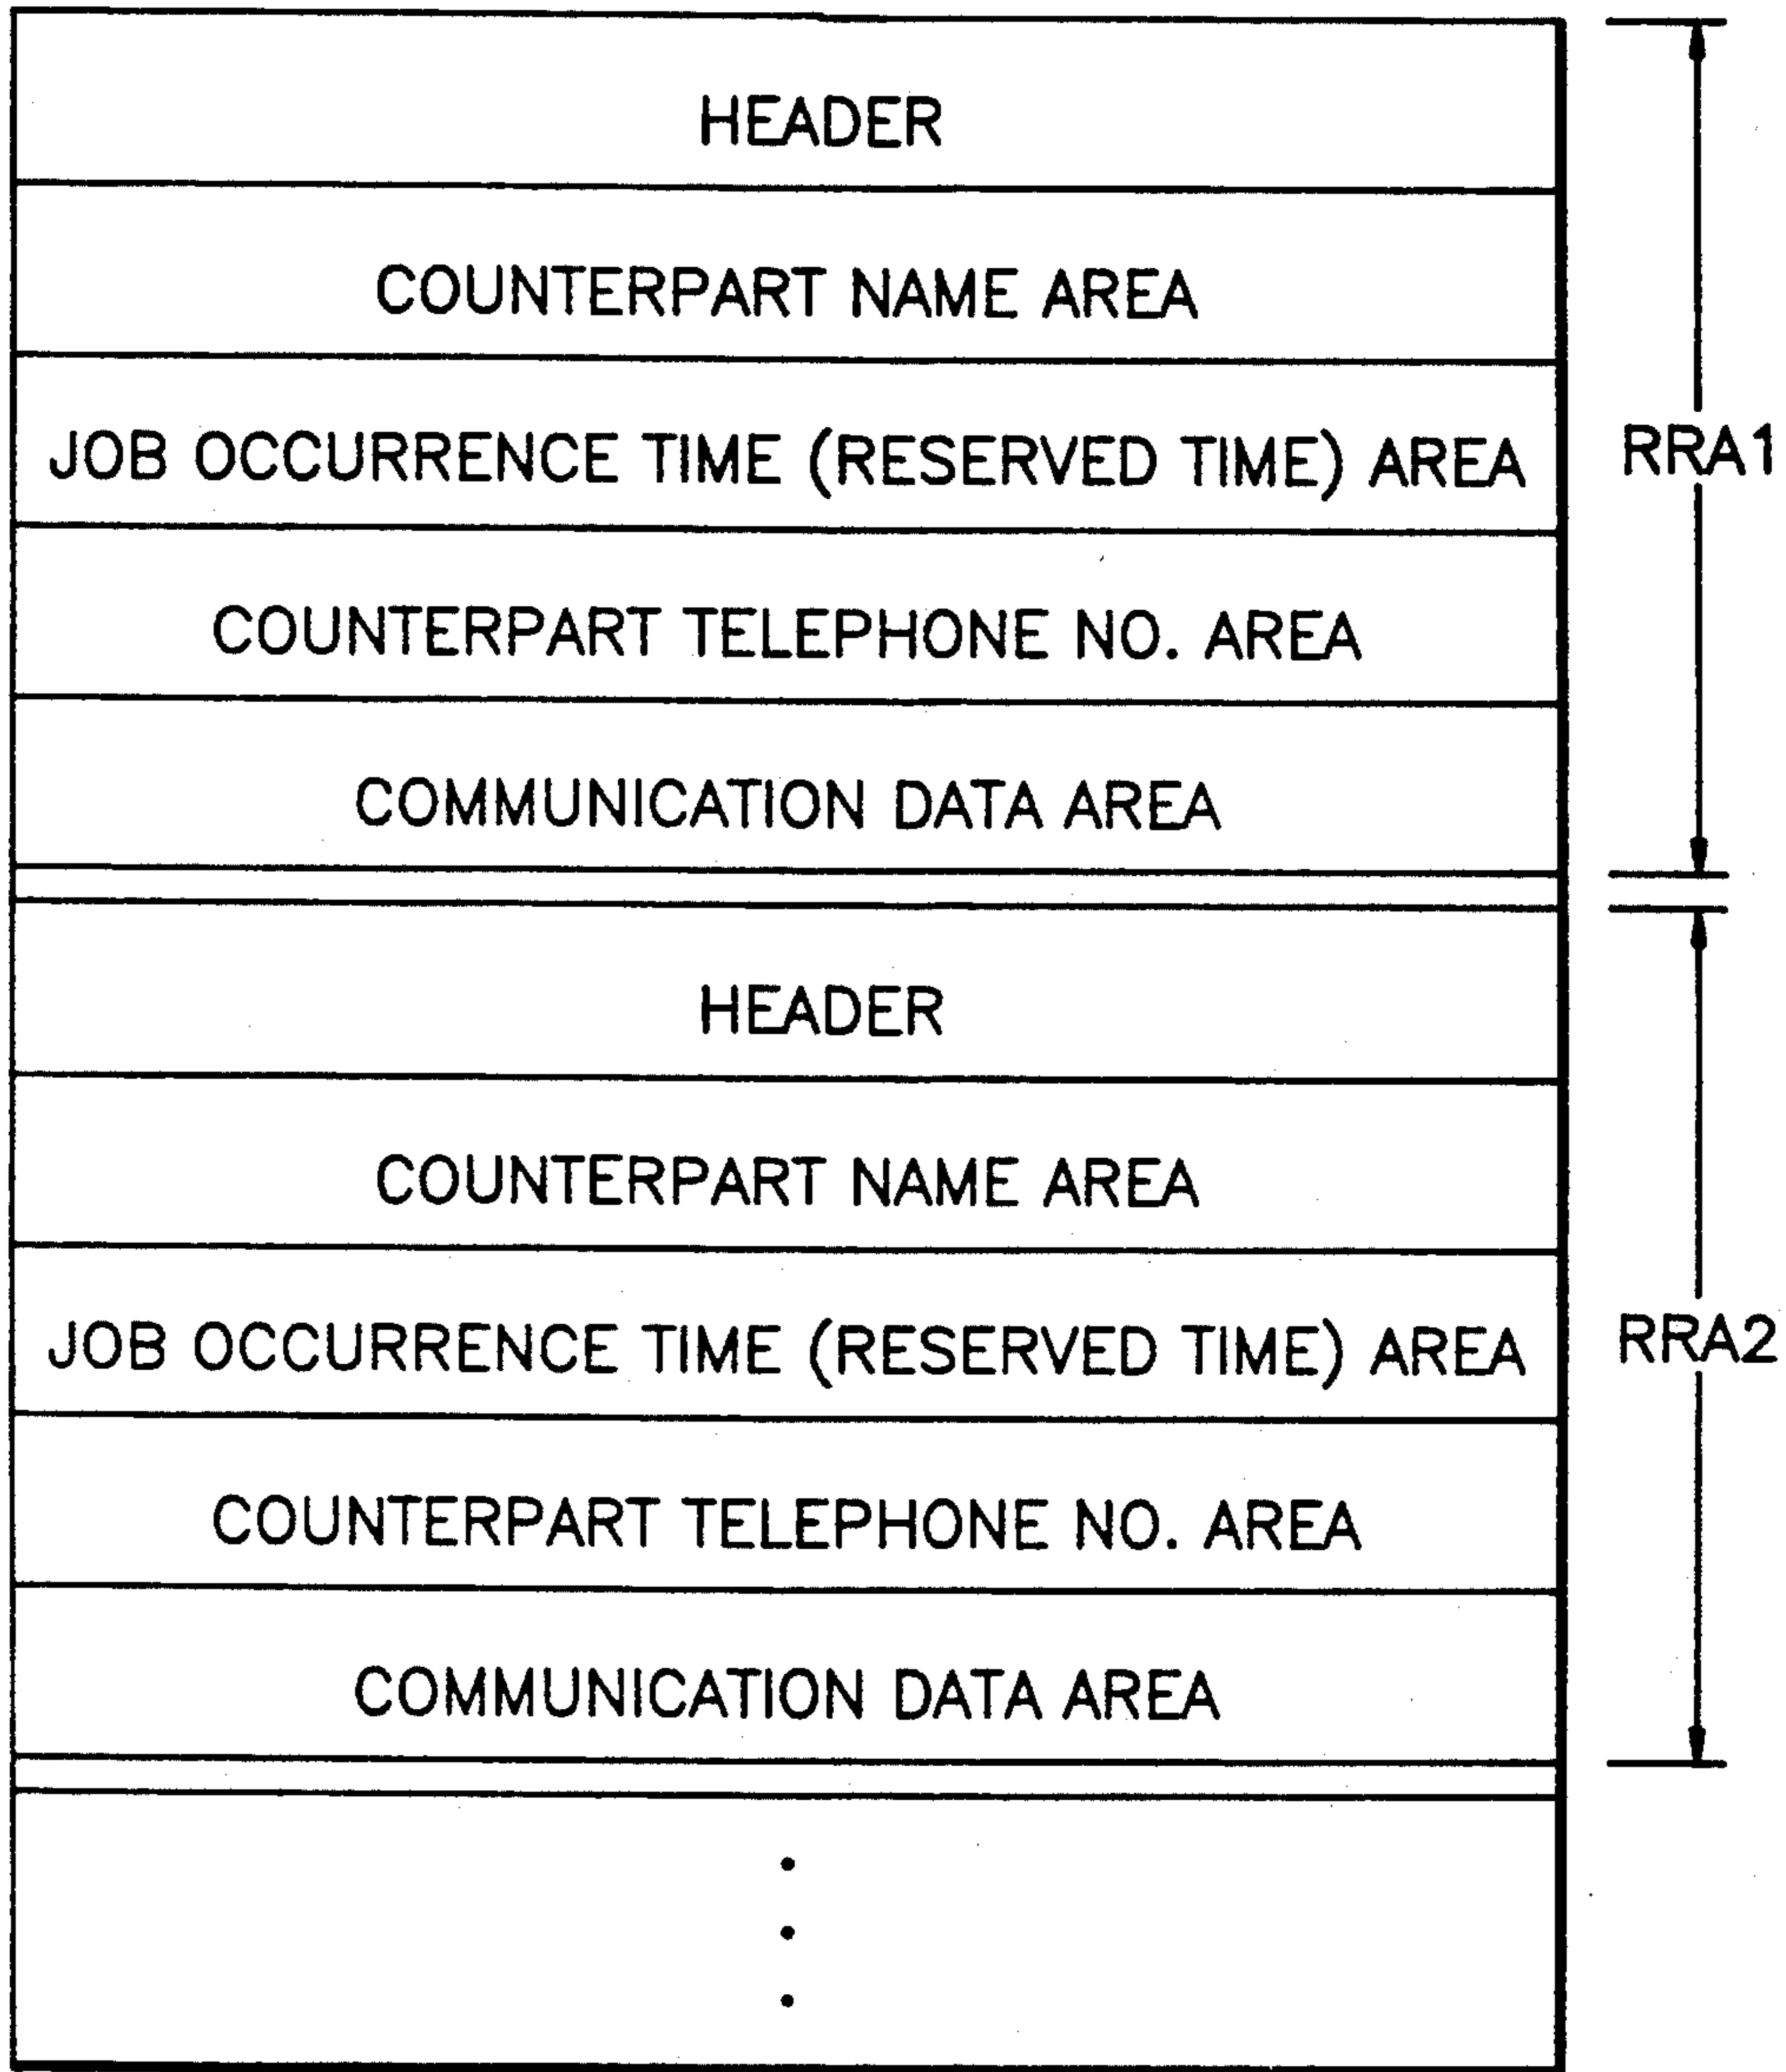 HEADER
COUNTERPART NAME AREA
JOB OCCURRENCE TIME (RESERVED TIME) AREA
RRA1
COUNTERPART TELEPHONE NO. AREA
COMMUNICATION DATA AREA
HEADER
COUNTERPART NAME AREA
JOB OCCURRENCE TIME (RESERVED TIME) AREA
RRA2
COUNTERPART TELEPHONE NO. AREA
COMMUNICATION DATA AREA